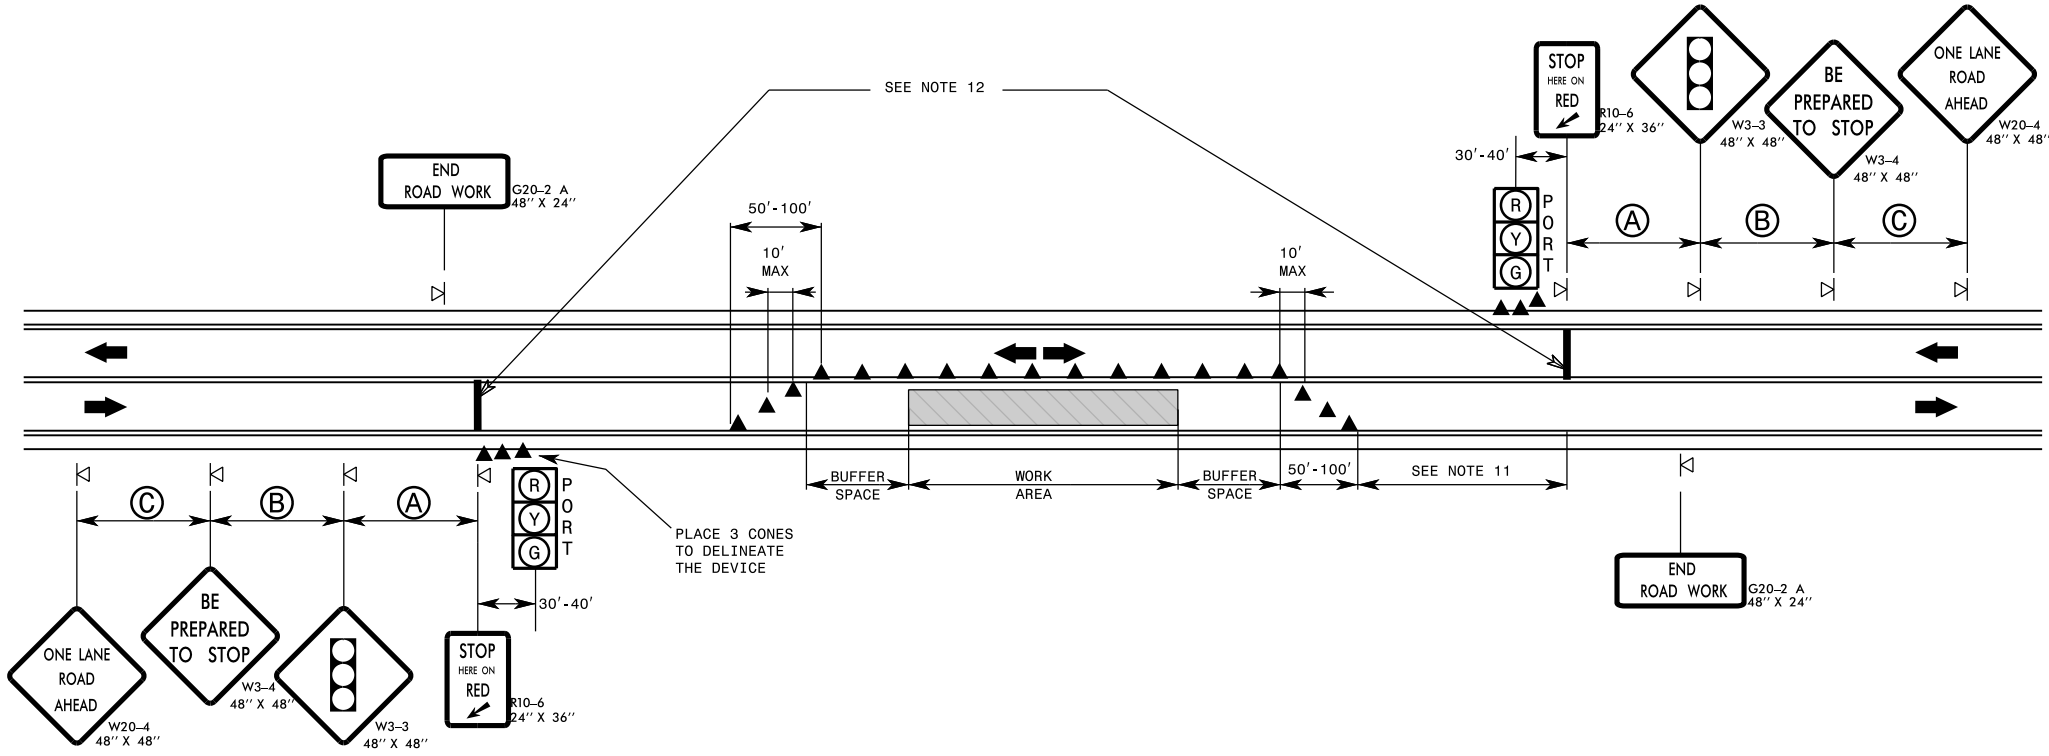 SEE NOTE 12
STOP
HERE ON
RED
R10-6
24'' X 36''
W3-3
48'' X 48''
BE
PREPARED
TO STOP
W3-4
48'' X 48''
ONE LANE
ROAD
AHEAD
W20-4
48'' X 48''
END
ROAD WORK
G20-2 A
48'' X 24''
50'-100'
10'
MAX
10'
MAX
30'-40'
R
Y
G
P
O
R
T
A
B
C
BUFFER
SPACE
WORK
AREA
BUFFER
SPACE
50'-100'
SEE NOTE 11
C
B
A
R
Y
G
P
O
R
T
PLACE 3 CONES
TO DELINEATE
THE DEVICE
30'-40'
ONE LANE
ROAD
AHEAD
W20-4
48'' X 48''
BE
PREPARED
TO STOP
W3-4
48'' X 48''
W3-3
48'' X 48''
STOP
HERE ON
RED
R10-6
24'' X 36''
END
ROAD WORK
G20-2 A
48'' X 24''